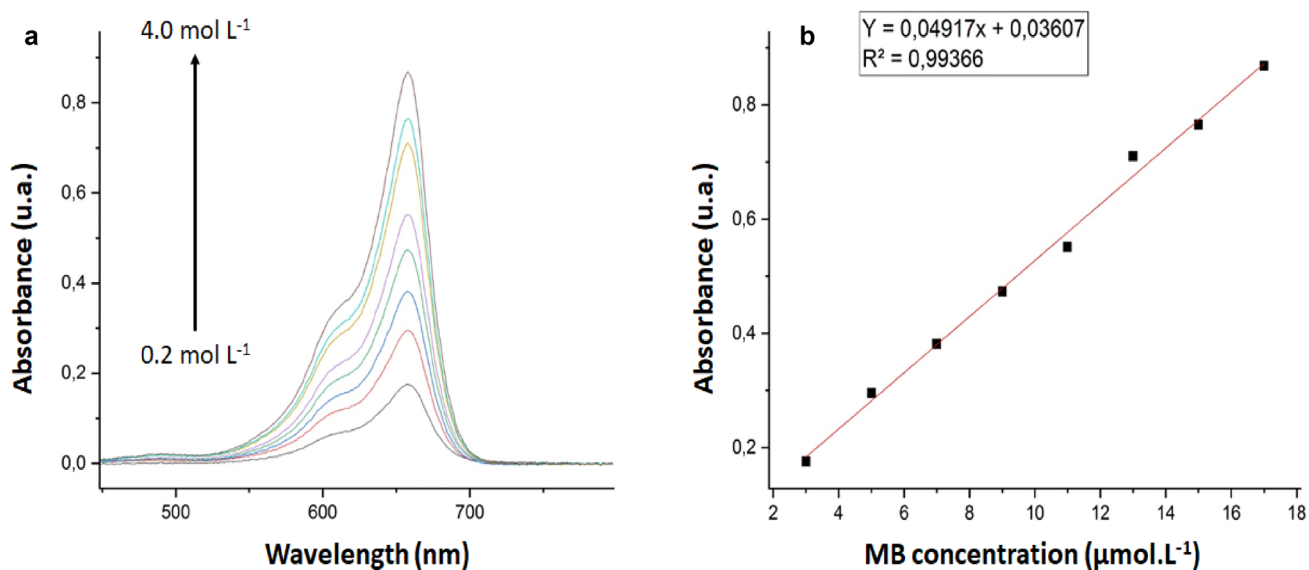 a
4.0 mol L⁻¹
0.2 mol L⁻¹
0,8
0,6
0,4
0,2
0,0
Absorbance (u.a.)
500
600
700
Wavelength (nm)
b
Y = 0,04917x + 0,03607
R² = 0,99366
0,8
0,6
0,4
0,2
Absorbance (u.a.)
2 4 6 8 10 12 14 16 18
MB concentration (µmol.L⁻¹)